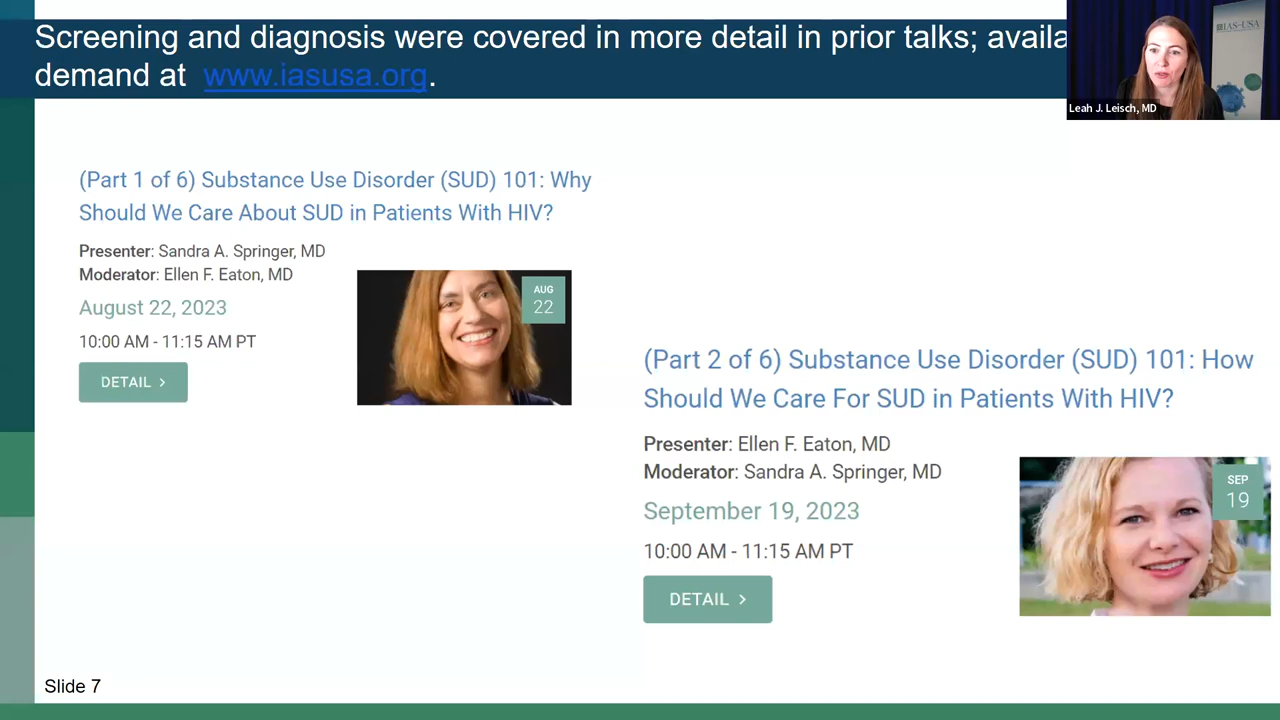 Screening and diagnosis were covered in more detail in prior talks; availa
demand at www.iasusa.org.
IAS-USA
Leah J. Leisch, MD
(Part 1 of 6) Substance Use Disorder (SUD) 101: Why
Should We Care About SUD in Patients With HIV?
Presenter: Sandra A. Springer, MD
Moderator: Ellen F. Eaton, MD
August 22, 2023
10:00 AM - 11:15 AM PT
DETAIL >
AUG
22
(Part 2 of 6) Substance Use Disorder (SUD) 101: How
Should We Care For SUD in Patients With HIV?
Presenter: Ellen F. Eaton, MD
Moderator: Sandra A. Springer, MD
September 19, 2023
10:00 AM - 11:15 AM PT
DETAIL >
SEP
19
Slide 7